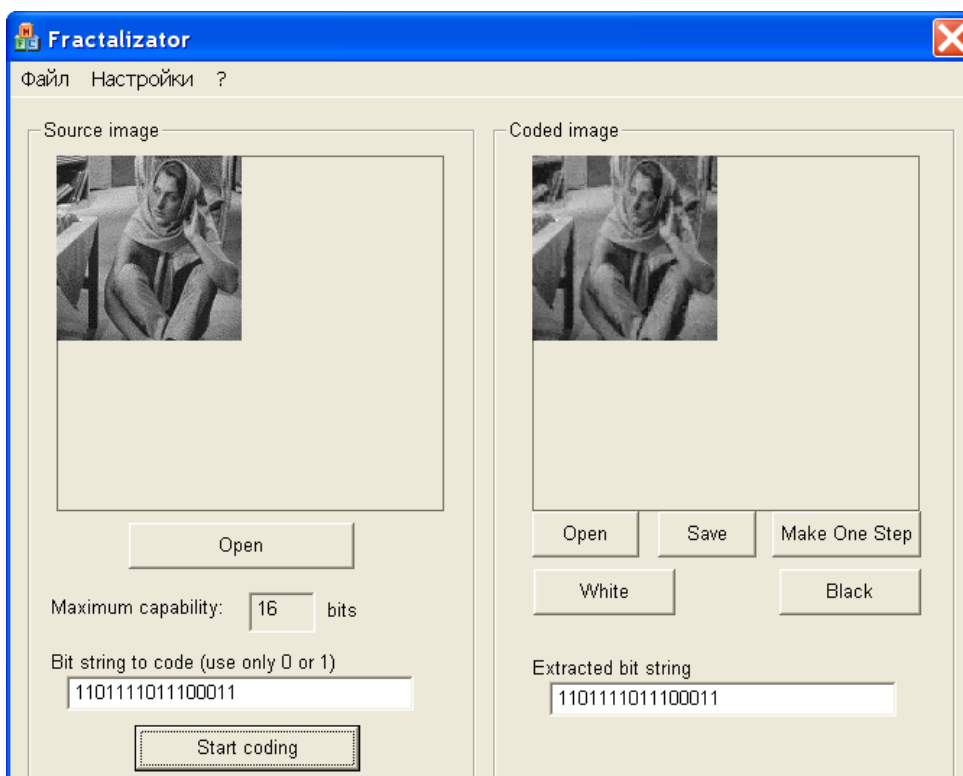 Fractalizator
Файл Настройки ?
Source image
Open
Maximum capability: 16 bits
Bit string to code (use only 0 or 1)
1101111011100011
Start coding
Coded image
Open Save Make One Step
White Black
Extracted bit string
1101111011100011